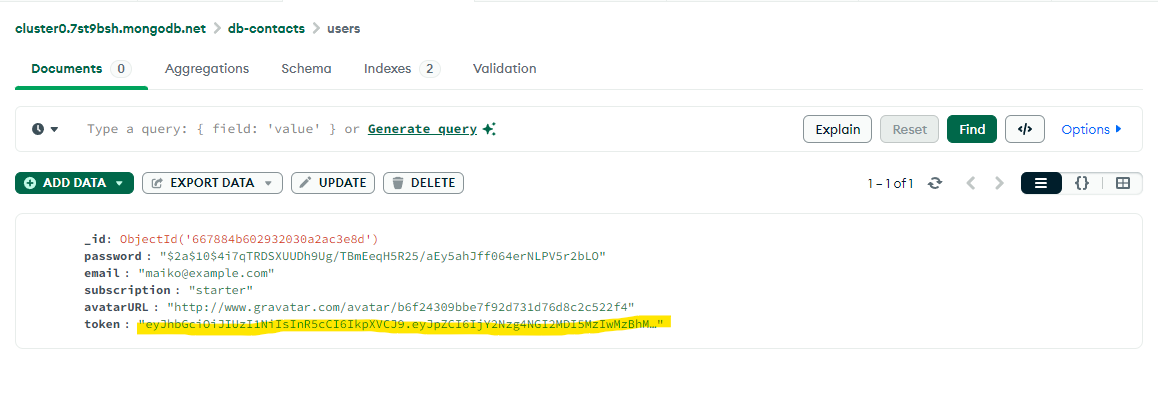 cluster0.7st9bsh.mongodb.net > db-contacts > users
Documents 0 Aggregations Schema Indexes 2 Validation
Type a query: { field: 'value' } or Generate query Explain Reset Find </> Options
ADD DATA EXPORT DATA UPDATE DELETE 1 – 1 of 1 {}
_id: ObjectId('667884b602932030a2ac3e8d')
password : "$2a$10$4i7qTRDSXUUDh9Ug/TBmEeqH5R25/aEy5ahJff064erNLPV5r2bLO"
email : "maiko@example.com"
subscription : "starter"
avatarURL : "http://www.gravatar.com/avatar/b6f24309bbe7f92d731d76d8c2c522f4"
token : "eyJhbGciOiJIUzI1NiIsInR5cCI6IkpXVCJ9.eyJpZCI6IjY2Nzg4NGI2MDI5MzIwMzBhM…"